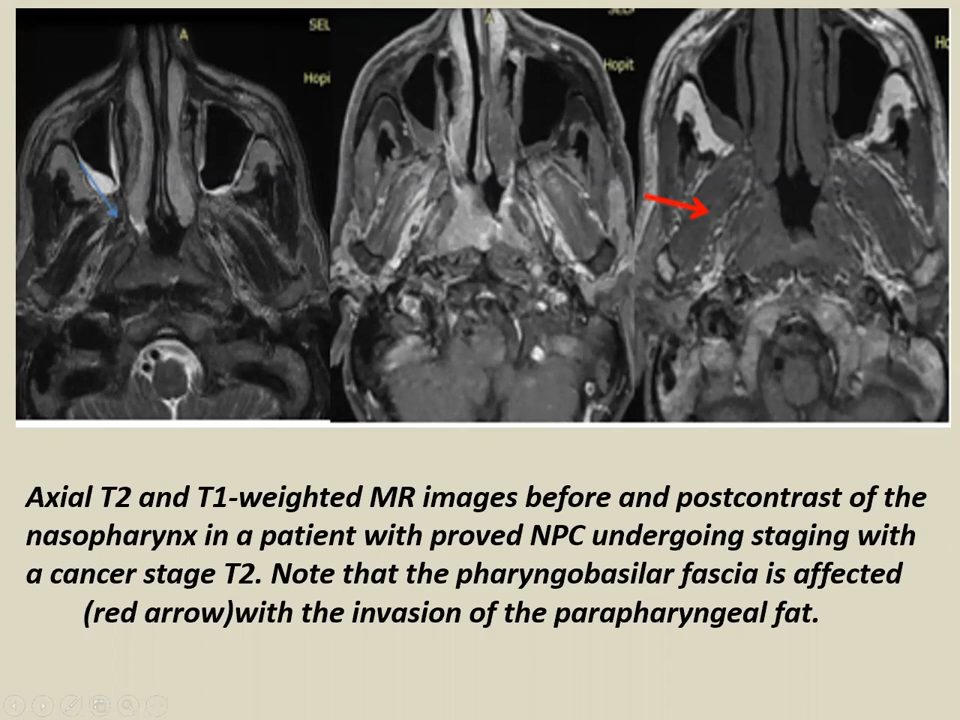 A
SEL
Hopi
A
Hopit
Ho
Axial T2 and T1-weighted MR images before and postcontrast of the
nasopharynx in a patient with proved NPC undergoing staging with
a cancer stage T2. Note that the pharyngobasilar fascia is affected
(red arrow)with the invasion of the parapharyngeal fat.